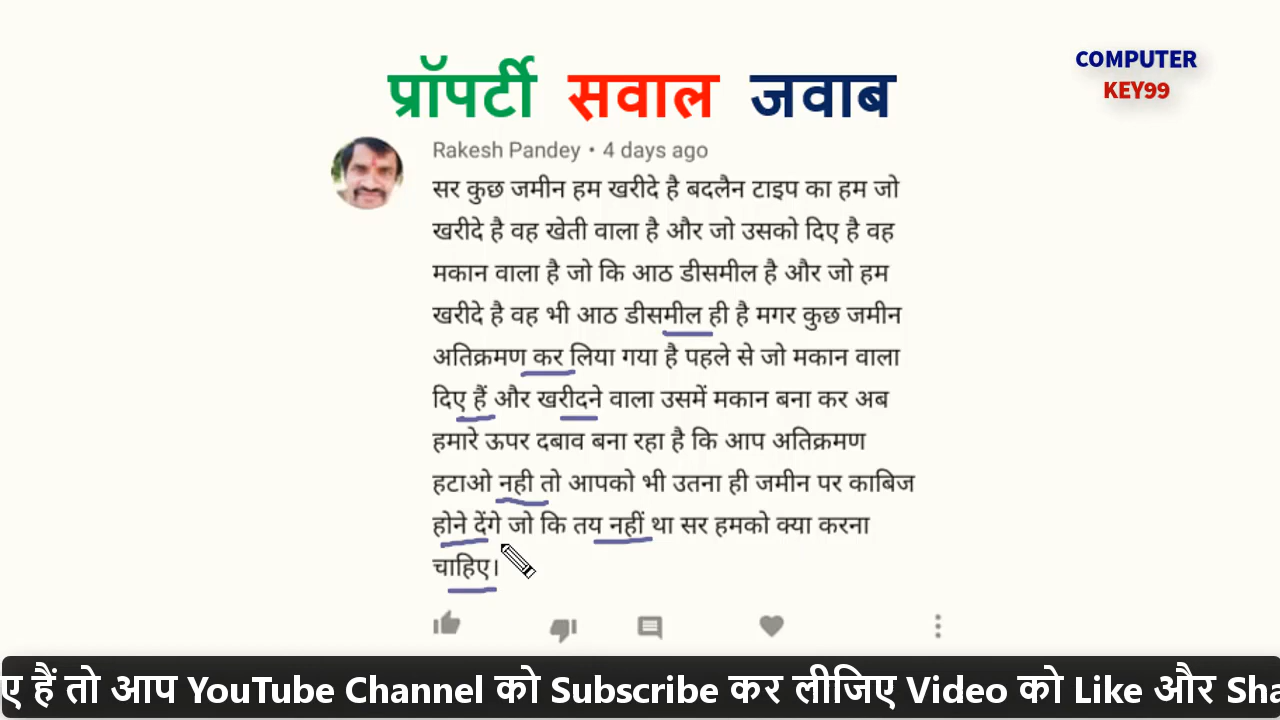 प्रॉपर्टी सवाल जवाब
COMPUTER
KEY99
Rakesh Pandey • 4 days ago
सर कुछ जमीन हम खरीदे है बदलैन टाइप का हम जो
खरीदे है वह खेती वाला है और जो उसको दिए है वह
मकान वाला है जो कि आठ डीसमील है और जो हम
खरीदे है वह भी आठ डीसमील ही है मगर कुछ जमीन
अतिक्रमण कर लिया गया है पहले से जो मकान वाला
दिए हैं और खरीदने वाला उसमें मकान बना कर अब
हमारे ऊपर दबाव बना रहा है कि आप अतिक्रमण
हटाओ नही तो आपको भी उतना ही जमीन पर काबिज
होने देंगे जो कि तय नहीं था सर हमको क्या करना
चाहिए।
ए हैं तो आप YouTube Channel को Subscribe कर लीजिए Video को Like और Sha